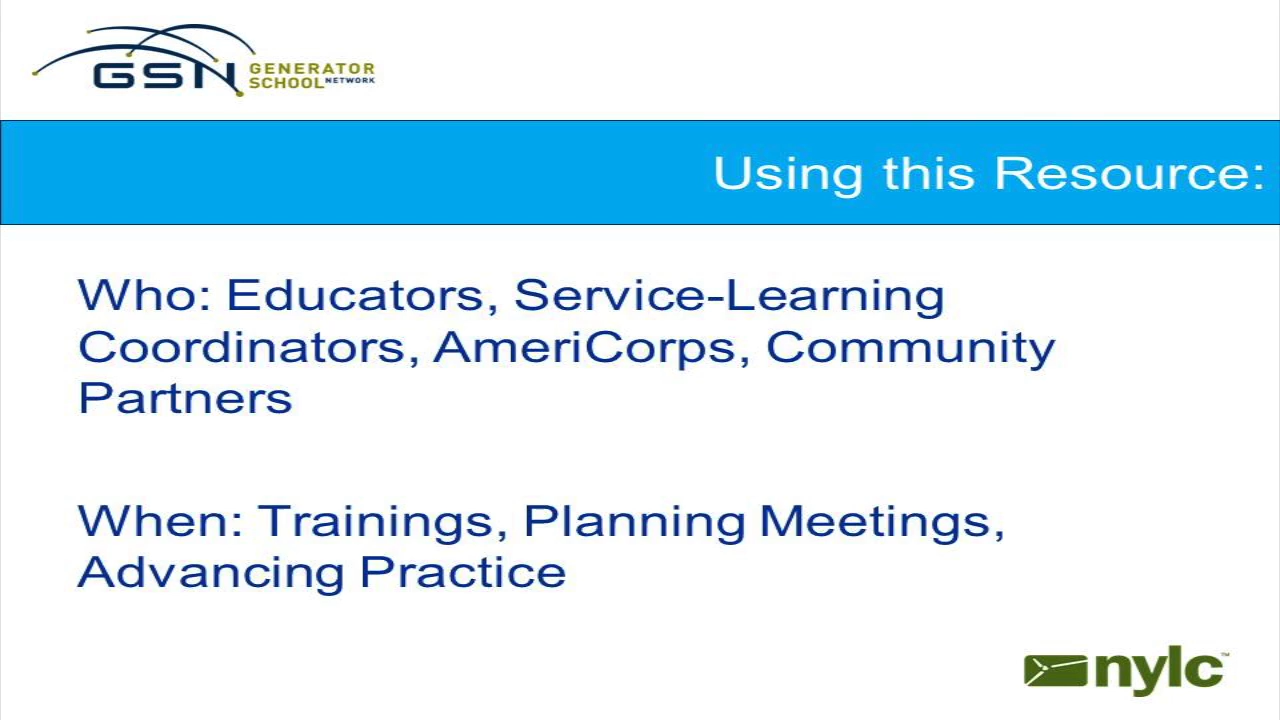 GSN GENERATOR
SCHOOL NETWORK
Using this Resource:
Who: Educators, Service-Learning
Coordinators, AmeriCorps, Community
Partners
When: Trainings, Planning Meetings,
Advancing Practice
nylc™